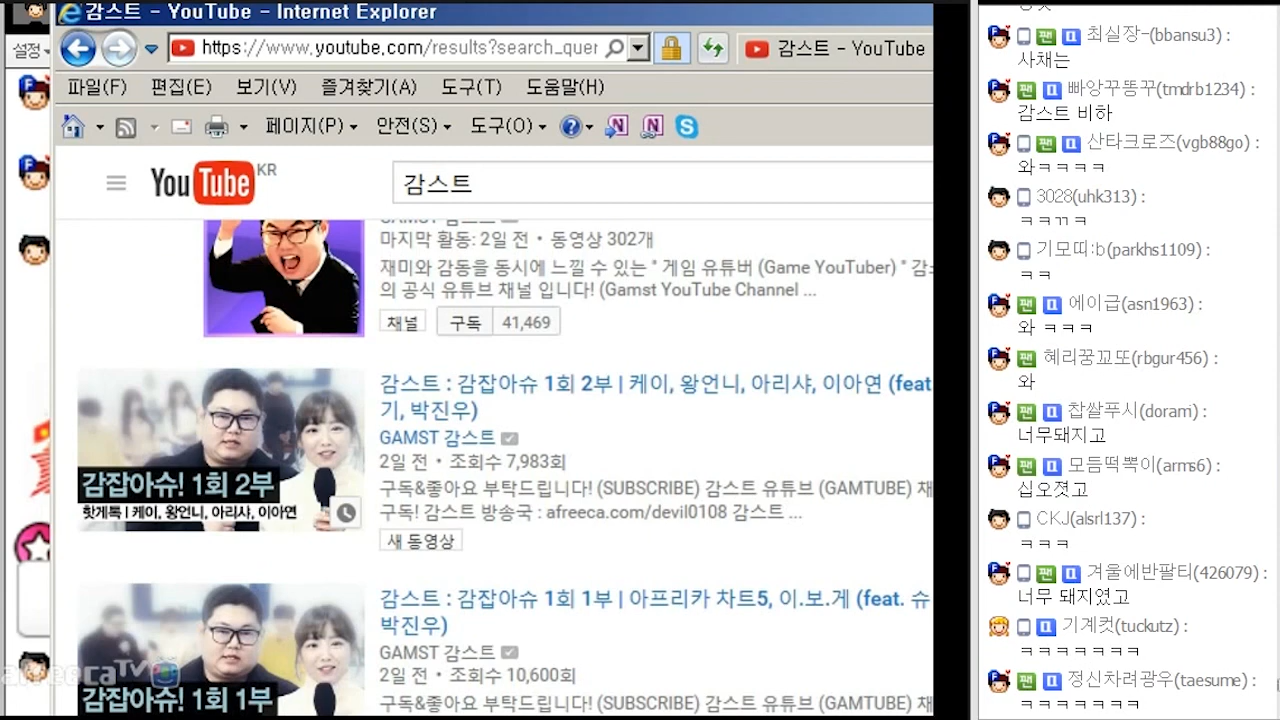 감스트 - YouTube - Internet Explorer
설정
https://www.youtube.com/results?search_quer
감스트 - YouTube
파일(F) 편집(E) 보기(V) 즐겨찾기(A) 도구(T) 도움말(H)
페이지(P) 안전(S) 도구(O)
YouTube KR
감스트
GAMST 감스트
마지막 활동: 2일 전 · 동영상 302개
재미와 감동을 동시에 느낄 수 있는 " 게임 유튜버 (Game YouTuber) " 감스
의 공식 유튜브 채널 입니다! (Gamst YouTube Channel ...
채널 구독 41,469
감스트 : 감잡아슈 1회 2부 | 케이, 왕언니, 아리샤, 이아연 (feat
기, 박진우)
GAMST 감스트
2일 전 · 조회수 7,983회
구독&좋아요 부탁드립니다! (SUBSCRIBE) 감스트 유튜브 (GAMTUBE) 채
구독! 감스트 방송국 : afreeca.com/devil0108 감스트 ...
새 동영상
감잡아슈! 1회 2부
핫게톡 | 케이, 왕언니, 아리샤, 이아연
감스트 : 감잡아슈 1회 1부 | 아프리카 차트5, 이.보.게 (feat. 슈
박진우)
GAMST 감스트
2일 전 · 조회수 10,600회
구독&좋아요 부탁드립니다! (SUBSCRIBE) 감스트 유튜브 (GAMTUBE) 채
감잡아슈! 1회 1부
afreecaTV
최실장-(bbansu3) :
사채는
빠앙꾸똥꾸(tmdrb1234) :
감스트 비하
산타크로즈(vgb88go) :
와ㅋㅋㅋㅋ
3028(uhk313) :
ㅋㅋㄲㅋ
기모띠:b(parkhs1109) :
ㅋㅋ
에이급(asn1963) :
와 ㅋㅋㅋ
혜리꿍꼬또(rbgur456) :
와
찹쌀푸시(doram) :
너무돼지고
모듬떡뽁이(arms6) :
십오졋고
CKJ(alsrl137) :
ㅋㅋㅋ
겨울에반팔티(426079) :
너무 돼지였고
기계컷(tuckutz) :
ㅋㅋㅋㅋㅋㅋㅋ
정신차려광우(taesume) :
ㅋㅋㅋㅋㅋㅋㅋ